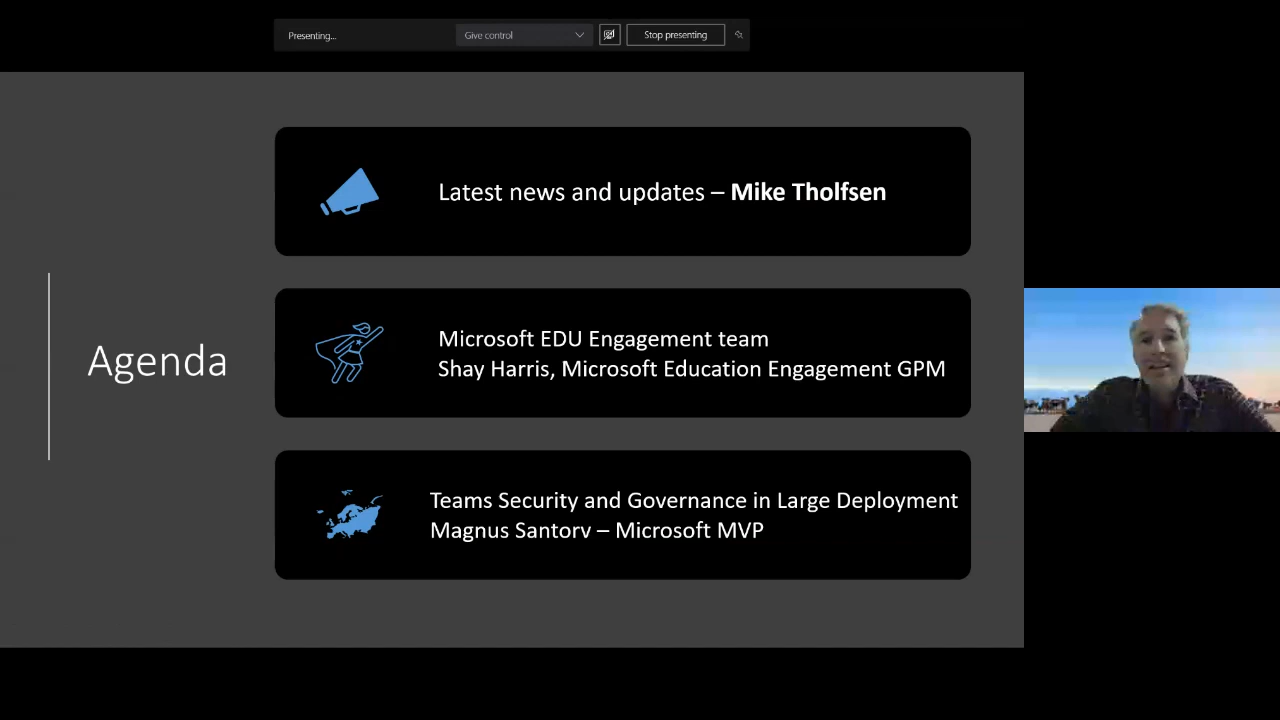 Presenting...
Give control
Stop presenting
Latest news and updates – Mike Tholfsen
Agenda
Microsoft EDU Engagement team
Shay Harris, Microsoft Education Engagement GPM
Teams Security and Governance in Large Deployment
Magnus Santorv – Microsoft MVP